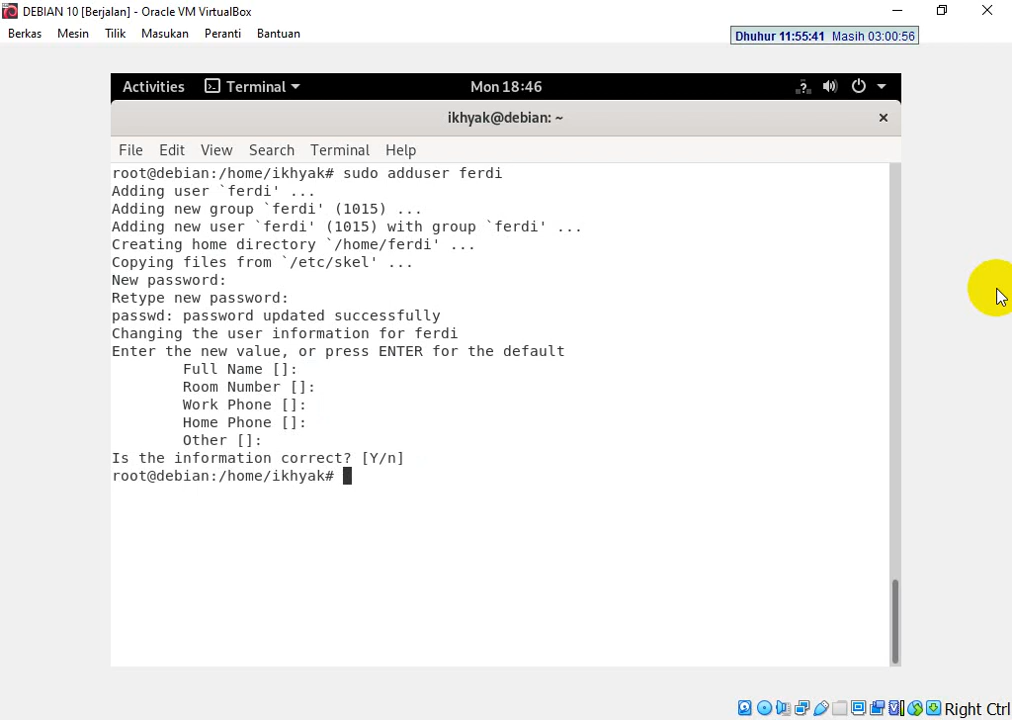 DEBIAN 10 [Berjalan] - Oracle VM VirtualBox
Berkas Mesin Tilik Masukan Peranti Bantuan
Dhuhur 11:55:41 Masih 03:00:56
Activities Terminal Mon 18:46
ikhyak@debian: ~
File Edit View Search Terminal Help
root@debian:/home/ikhyak# sudo adduser ferdi
Adding user `ferdi' ...
Adding new group `ferdi' (1015) ...
Adding new user `ferdi' (1015) with group `ferdi' ...
Creating home directory `/home/ferdi' ...
Copying files from `/etc/skel' ...
New password:
Retype new password:
passwd: password updated successfully
Changing the user information for ferdi
Enter the new value, or press ENTER for the default
Full Name []:
Room Number []:
Work Phone []:
Home Phone []:
Other []:
Is the information correct? [Y/n]
root@debian:/home/ikhyak#
Right Ctrl